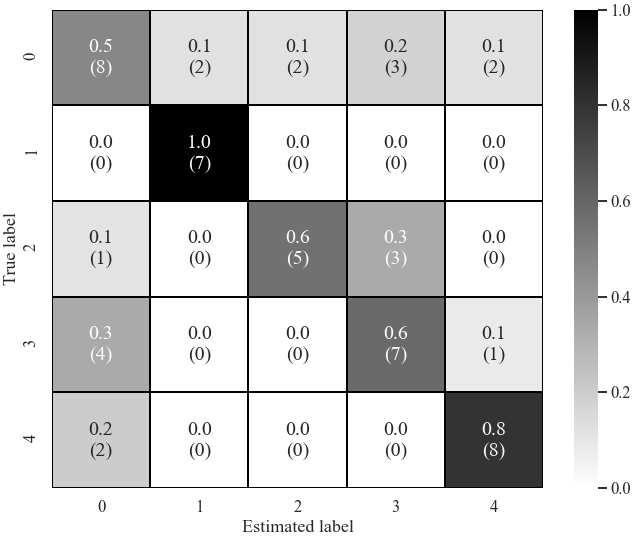 0.5 0.1 0.1 0.2 0.1 1.0
(8) (2) (2) (3) (2)
0
0.8
0.0 1.0 0.0 0.0 0.0
(0) (7) (0) (0) (0)
1
0.6
True label
0.1 0.0 0.6 0.3 0.0
(1) (0) (5) (3) (0)
2
0.4
0.3 0.0 0.0 0.6 0.1
(4) (0) (0) (7) (1)
3
0.2
0.2 0.0 0.0 0.0 0.8
(2) (0) (0) (0) (8)
4
0.0
0 1 2 3 4
Estimated label